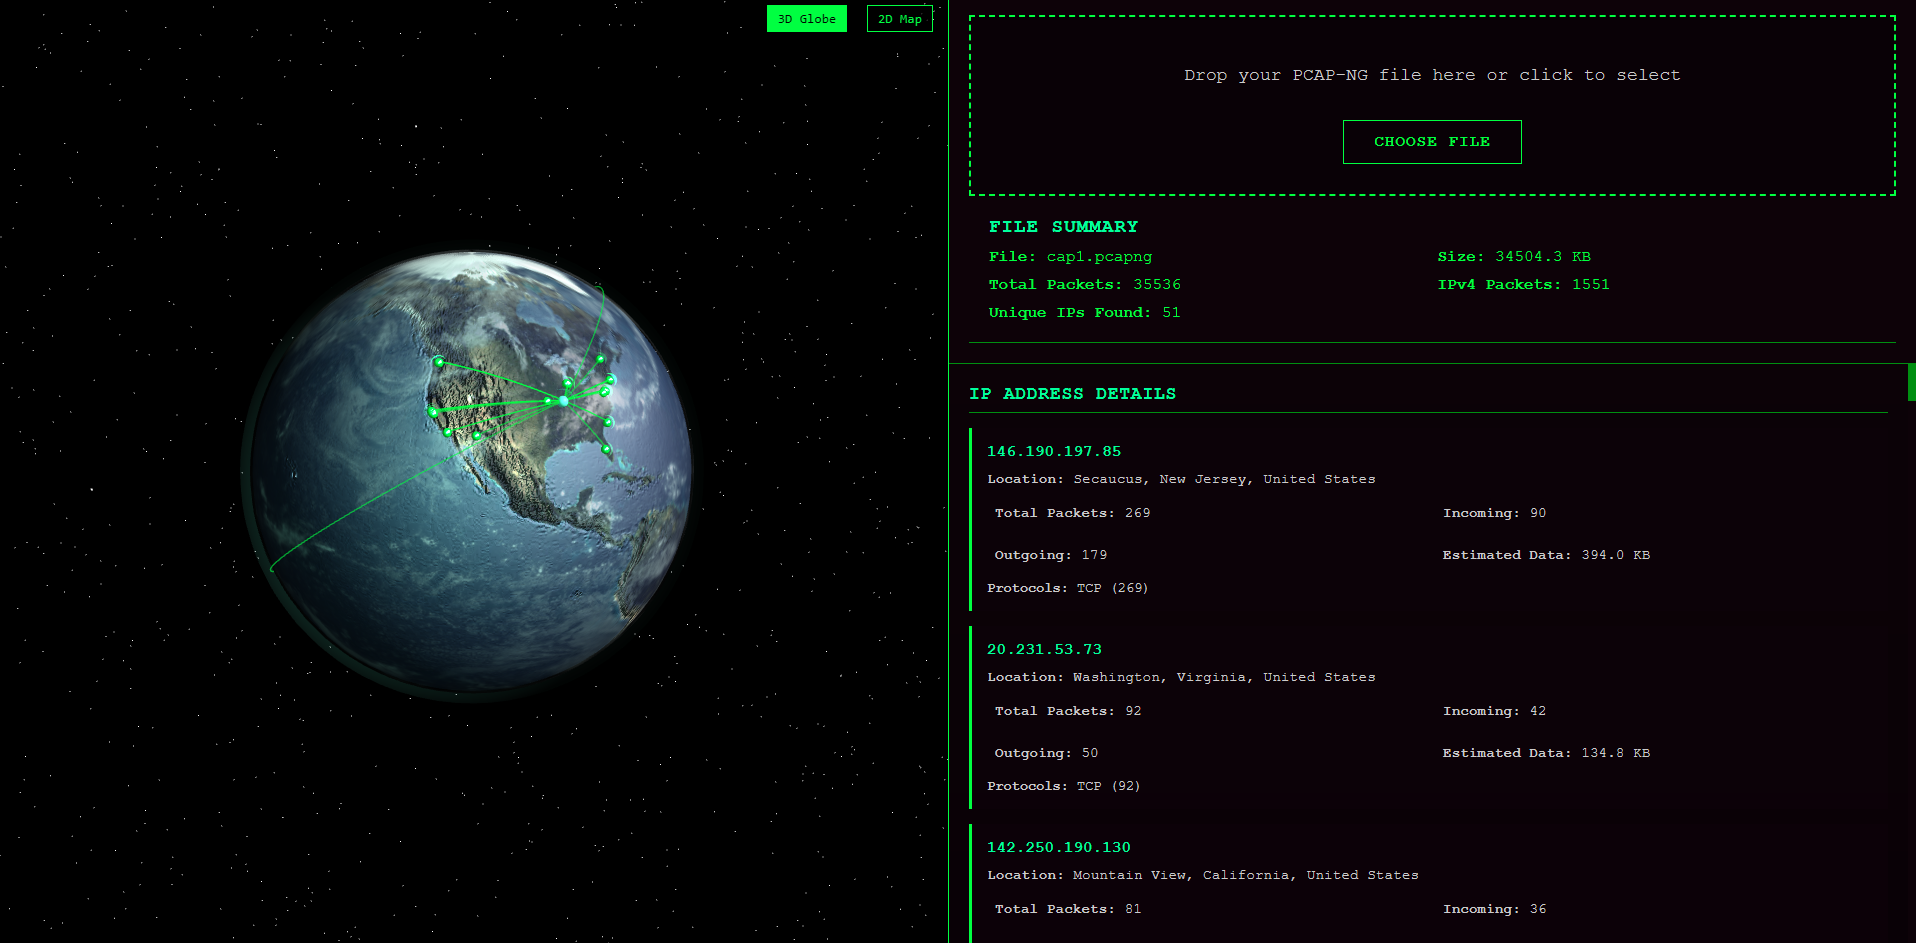 3D Globe
2D Map
Drop your PCAP-NG file here or click to select
CHOOSE FILE
FILE SUMMARY
File: cap1.pcapng
Size: 34504.3 KB
Total Packets: 35536
IPv4 Packets: 1551
Unique IPs Found: 51
IP ADDRESS DETAILS
146.190.197.85
Location: Secaucus, New Jersey, United States
Total Packets: 269
Incoming: 90
Outgoing: 179
Estimated Data: 394.0 KB
Protocols: TCP (269)
20.231.53.73
Location: Washington, Virginia, United States
Total Packets: 92
Incoming: 42
Outgoing: 50
Estimated Data: 134.8 KB
Protocols: TCP (92)
142.250.190.130
Location: Mountain View, California, United States
Total Packets: 81
Incoming: 36